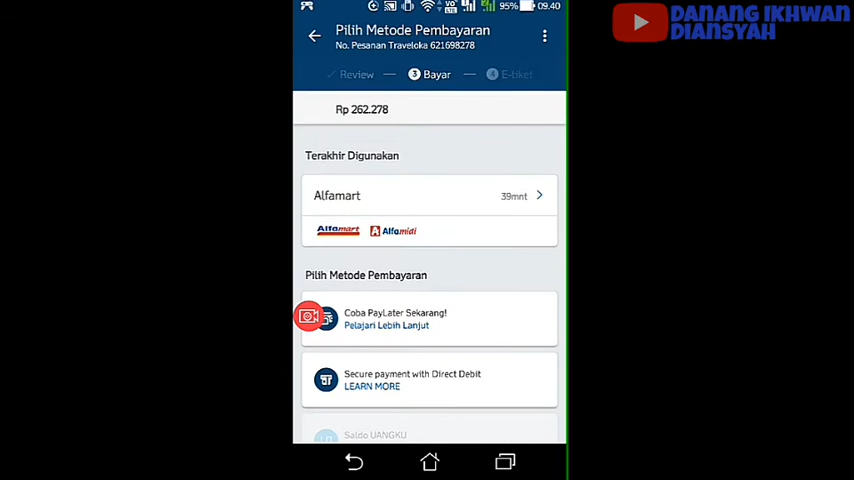 95% 09.40
DANANG IKHWAN
DIANSYAH
Pilih Metode Pembayaran
No. Pesanan Traveloka 621698278
Review
3 Bayar
4 E-tiket
Rp 262.278
Terakhir Digunakan
Alfamart
39mnt
Alfamart
Alfamidi
Pilih Metode Pembayaran
Coba PayLater Sekarang!
Pelajari Lebih Lanjut
Secure payment with Direct Debit
LEARN MORE
Saldo UANGKU